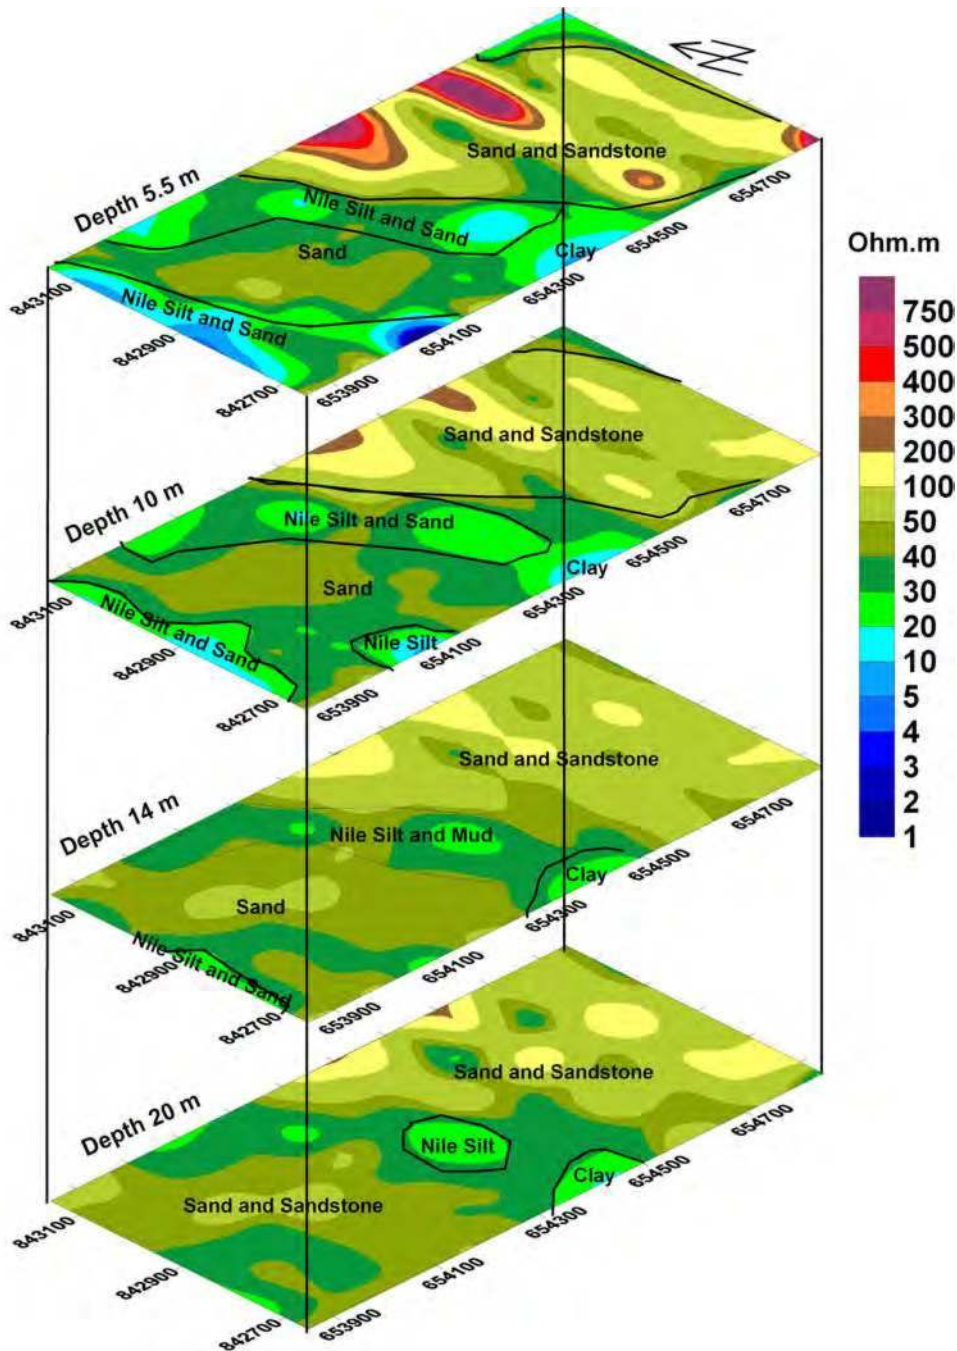 Sand and Sandstone
Depth 5.5 m
Nile Silt and Sand
Sand
Clay
Nile Silt and Sand
654700
654500
654300
654100
653900
843100
842900
842700
Ohm.m
750
500
400
300
200
100
50
40
30
20
10
5
4
3
2
1
Sand and Sandstone
Depth 10 m
Nile Silt and Sand
Sand
Clay
Nile Silt and Sand
Nile Silt
654700
654500
654300
654100
653900
843100
842900
842700
Sand and Sandstone
Depth 14 m
Nile Silt and Mud
Clay
Sand
Nile Silt and Sand
654700
654500
654300
654100
653900
843100
842900
842700
Sand and Sandstone
Depth 20 m
Nile Silt
Clay
Sand and Sandstone
654700
654500
654300
654100
653900
843100
842900
842700